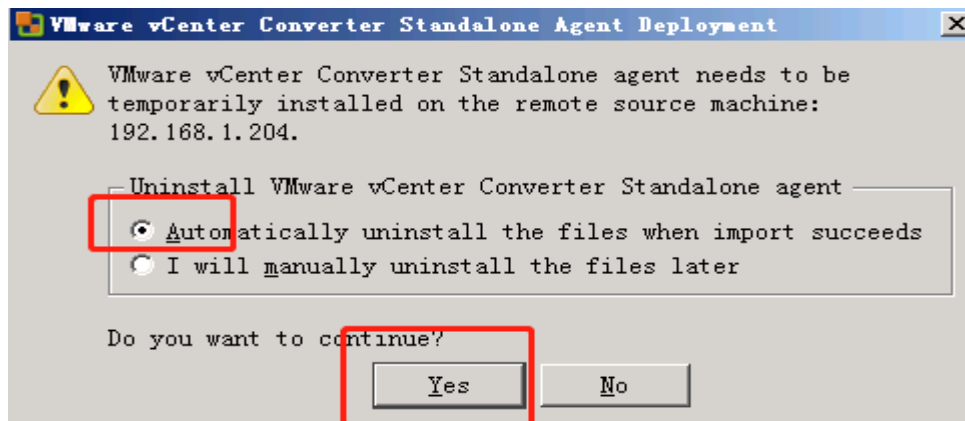 VMware vCenter Converter Standalone Agent Deployment
VMware vCenter Converter Standalone agent needs to be
temporarily installed on the remote source machine:
192.168.1.204.
Uninstall VMware vCenter Converter Standalone agent
Automatically uninstall the files when import succeeds
I will manually uninstall the files later
Do you want to continue?
Yes
No